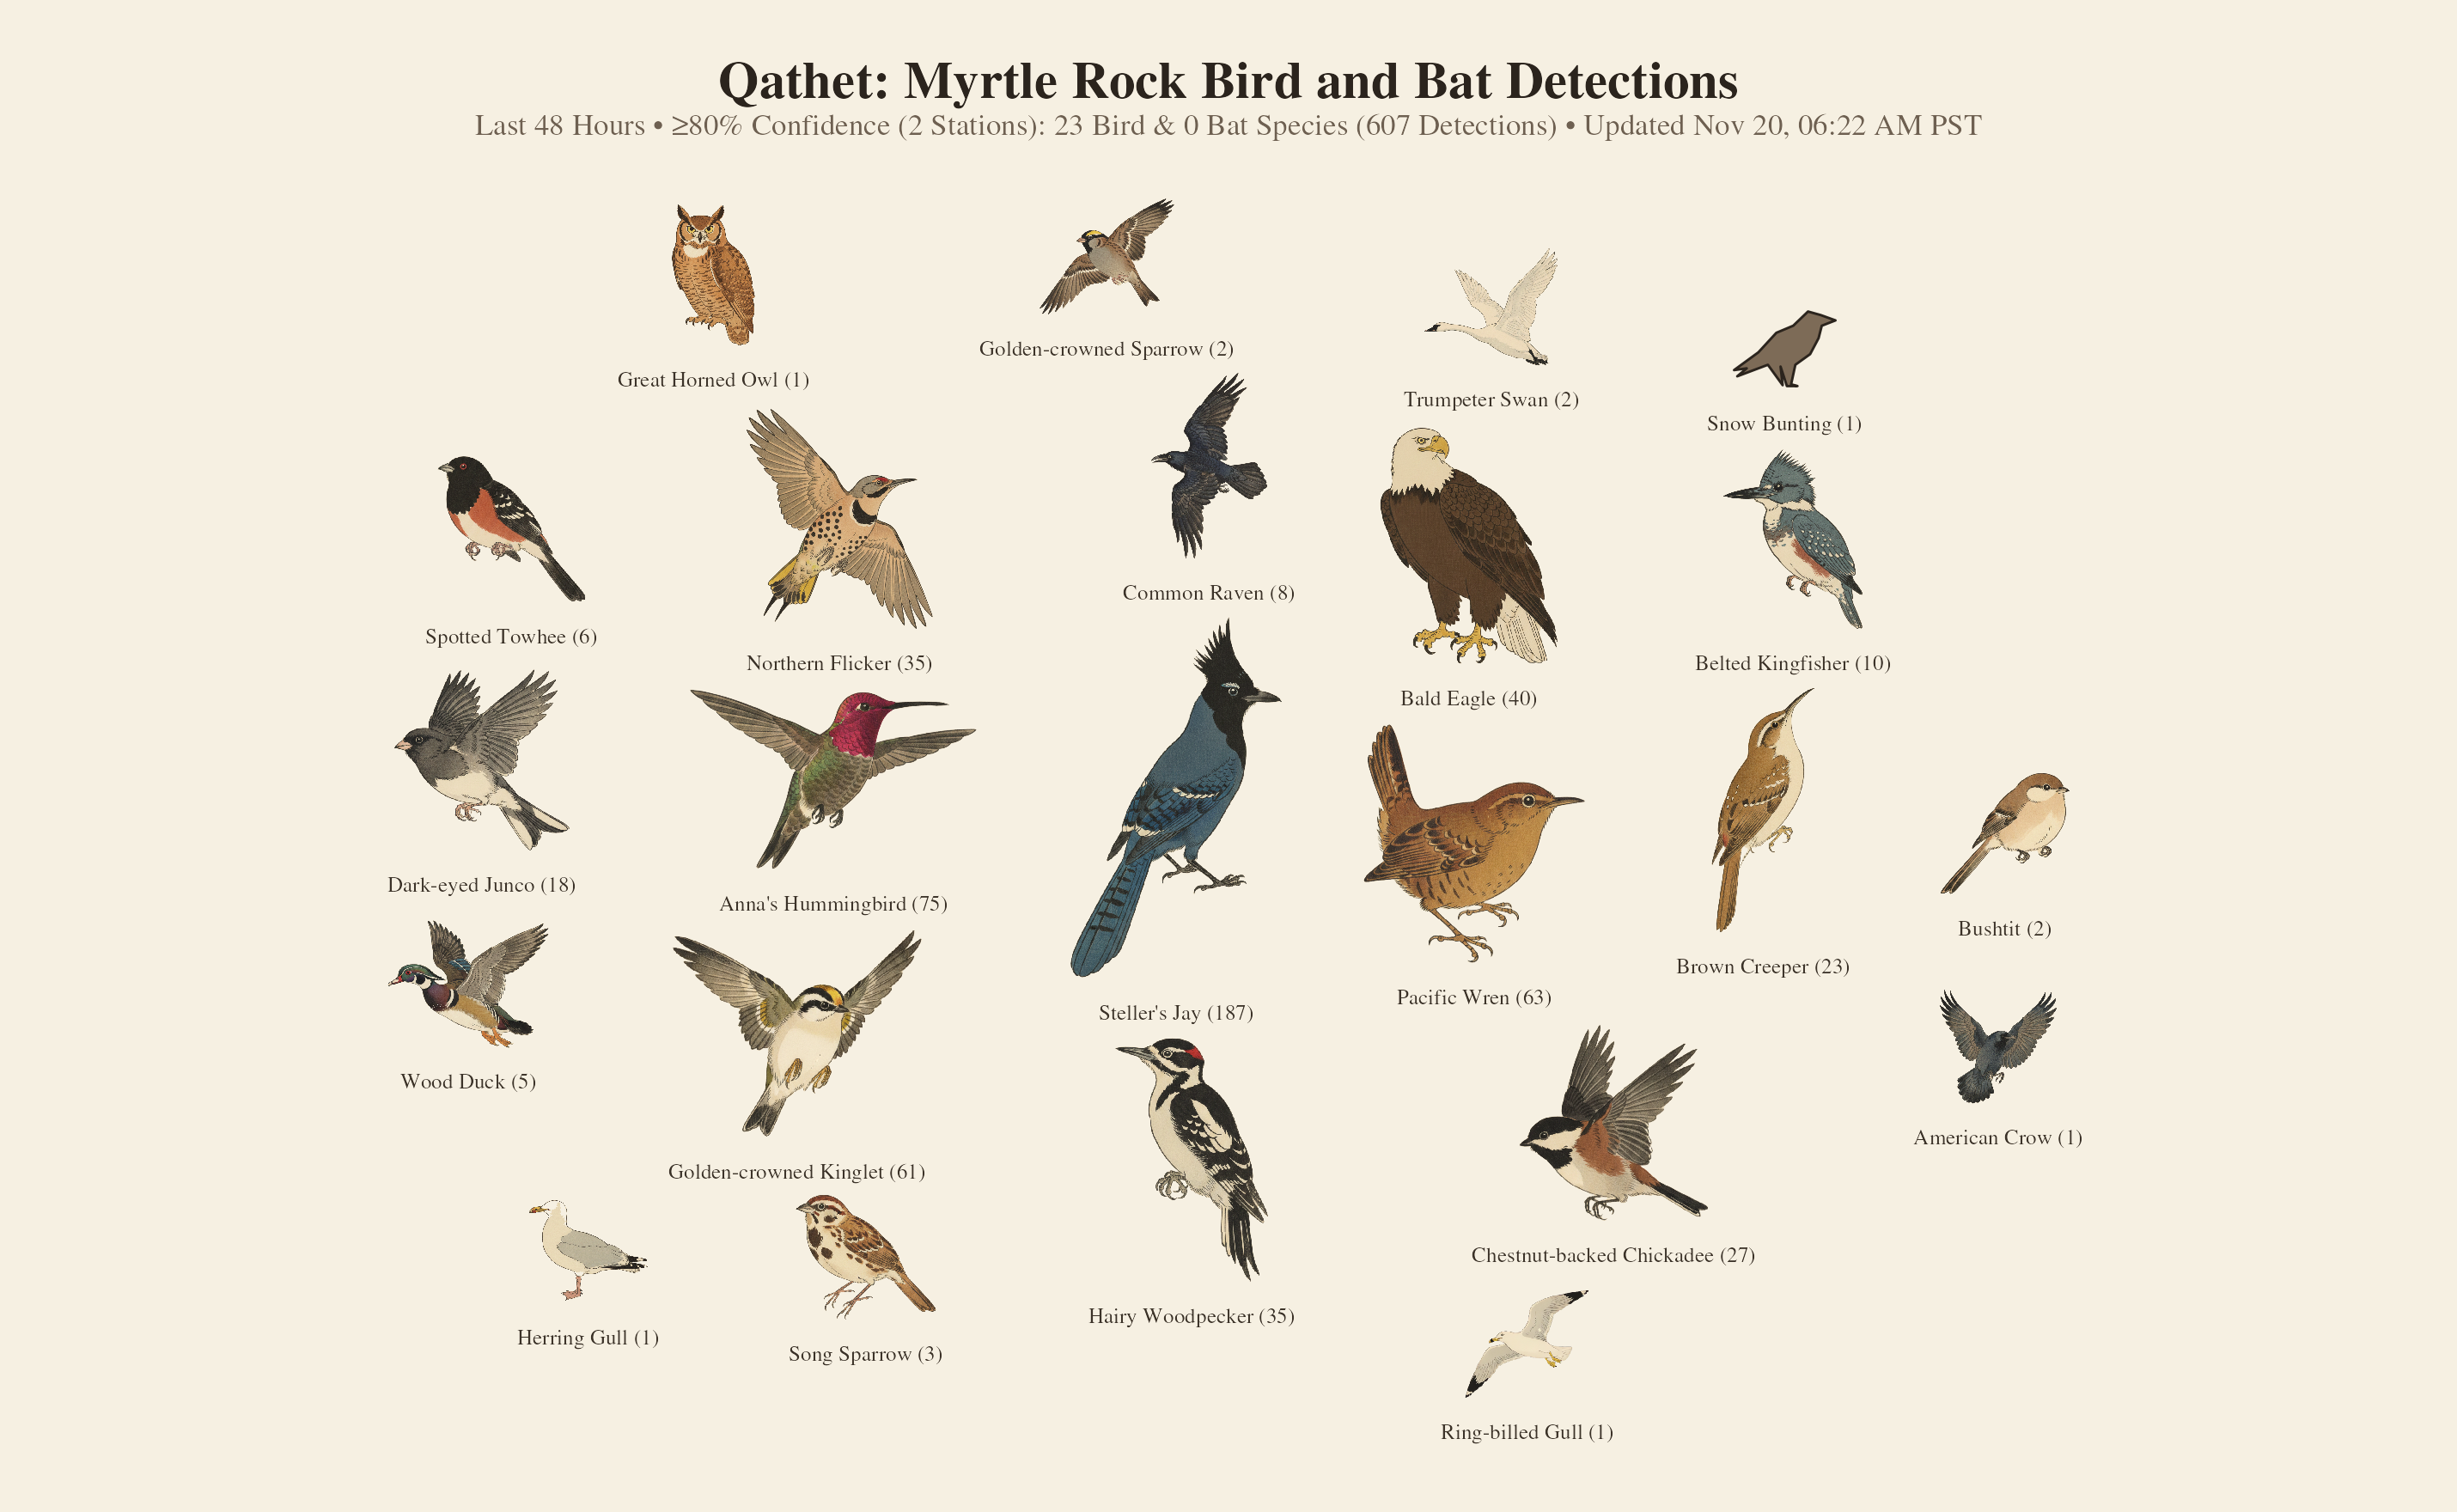 Qathet: Myrtle Rock Bird and Bat Detections
Last 48 Hours • ≥80% Confidence (2 Stations): 23 Bird & 0 Bat Species (607 Detections) • Updated Nov 20, 06:22 AM PST
Great Horned Owl (1)
Golden-crowned Sparrow (2)
Trumpeter Swan (2)
Snow Bunting (1)
Spotted Towhee (6)
Northern Flicker (35)
Common Raven (8)
Bald Eagle (40)
Belted Kingfisher (10)
Dark-eyed Junco (18)
Anna's Hummingbird (75)
Steller's Jay (187)
Pacific Wren (63)
Brown Creeper (23)
Bushtit (2)
Wood Duck (5)
Golden-crowned Kinglet (61)
American Crow (1)
Herring Gull (1)
Song Sparrow (3)
Hairy Woodpecker (35)
Chestnut-backed Chickadee (27)
Ring-billed Gull (1)